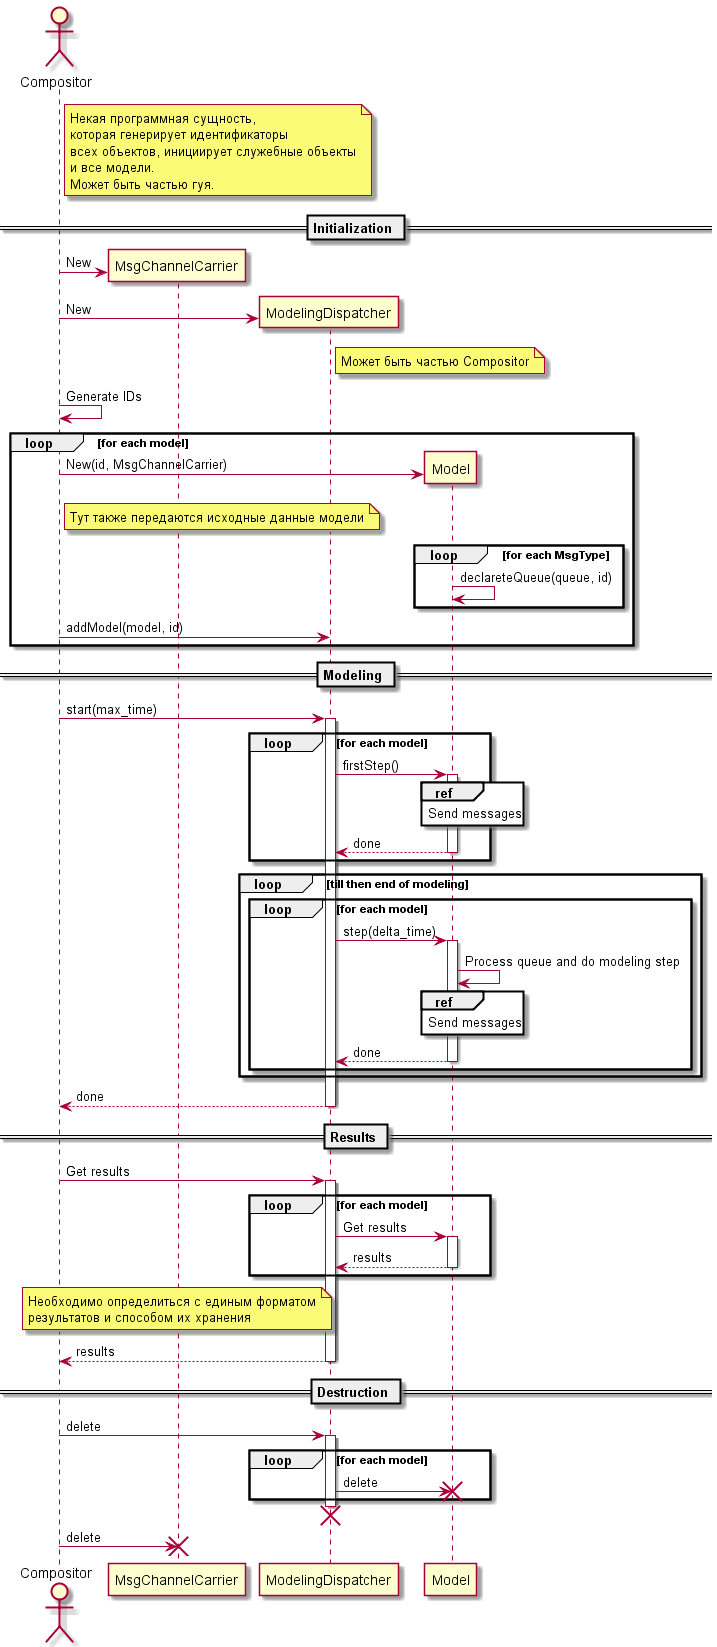 Compositor
Некая программная сущность,
которая генерирует идентификаторы
всех объектов, инициирует служебные объекты
и все модели.
Может быть частью гуя.
Initialization
New
MsgChannelCarrier
New
ModelingDispatcher
Может быть частью Compositor
Generate IDs
loop
[for each model]
New(id, MsgChannelCarrier)
Model
Тут также передаются исходные данные модели
loop
[for each MsgType]
declareteQueue(queue, id)
addModel(model, id)
Modeling
start(max_time)
loop
[for each model]
firstStep()
ref
Send messages
done
loop
[till then end of modeling]
loop
[for each model]
step(delta_time)
Process queue and do modeling step
ref
Send messages
done
done
Results
Get results
loop
[for each model]
Get results
results
Необходимо определиться с единым форматом
результатов и способом их хранения
results
Destruction
delete
loop
[for each model]
delete
delete
Compositor
MsgChannelCarrier
ModelingDispatcher
Model